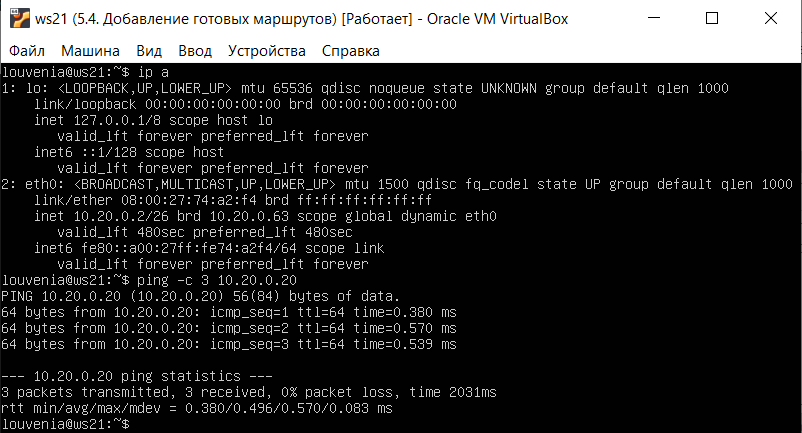 ws21 (5.4. Добавление готовых маршрутов) [Работает] - Oracle VM VirtualBox
Файл Машина Вид Ввод Устройства Справка
louvenia@ws21:~$ ip a
1: lo: <LOOPBACK,UP,LOWER_UP> mtu 65536 qdisc noqueue state UNKNOWN group default qlen 1000
    link/loopback 00:00:00:00:00:00 brd 00:00:00:00:00:00
    inet 127.0.0.1/8 scope host lo
       valid_lft forever preferred_lft forever
    inet6 ::1/128 scope host
       valid_lft forever preferred_lft forever
2: eth0: <BROADCAST,MULTICAST,UP,LOWER_UP> mtu 1500 qdisc fq_codel state UP group default qlen 1000
    link/ether 08:00:27:74:a2:f4 brd ff:ff:ff:ff:ff:ff
    inet 10.20.0.2/26 brd 10.20.0.63 scope global dynamic eth0
       valid_lft 480sec preferred_lft 480sec
    inet6 fe80::a00:27ff:fe74:a2f4/64 scope link
       valid_lft forever preferred_lft forever
louvenia@ws21:~$ ping -c 3 10.20.0.20
PING 10.20.0.20 (10.20.0.20) 56(84) bytes of data.
64 bytes from 10.20.0.20: icmp_seq=1 ttl=64 time=0.380 ms
64 bytes from 10.20.0.20: icmp_seq=2 ttl=64 time=0.570 ms
64 bytes from 10.20.0.20: icmp_seq=3 ttl=64 time=0.539 ms

--- 10.20.0.20 ping statistics ---
3 packets transmitted, 3 received, 0% packet loss, time 2031ms
rtt min/avg/max/mdev = 0.380/0.496/0.570/0.083 ms
louvenia@ws21:~$